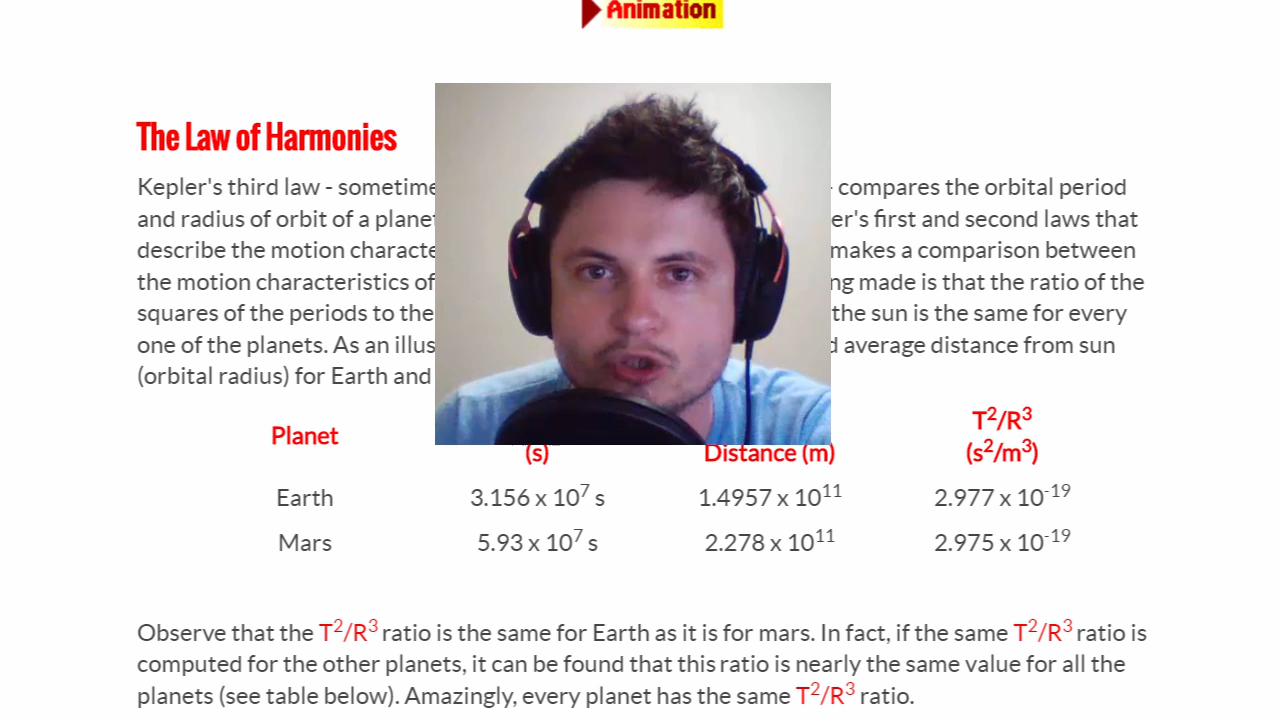 Animation
The Law of Harmonies
Kepler's third law - - compares the orbital period
and radius of orbit of a first and second laws that
describe the motion makes a comparison between
the motion characteristics of made is that the ratio of the
squares of the periods to the the sun is the same for every
one of the planets. As an average distance from sun
(orbital radius) for Earth and
T²/R³
Planet
(s) Distance (m) (s²/m³)
Earth 3.156 x 10⁷ s 1.4957 x 10¹¹ 2.977 x 10⁻¹⁹
Mars 5.93 x 10⁷ s 2.278 x 10¹¹ 2.975 x 10⁻¹⁹
Observe that the T²/R³ ratio is the same for Earth as it is for mars. In fact, if the same T²/R³ ratio is
computed for the other planets, it can be found that this ratio is nearly the same value for all the
planets (see table below). Amazingly, every planet has the same T²/R³ ratio.